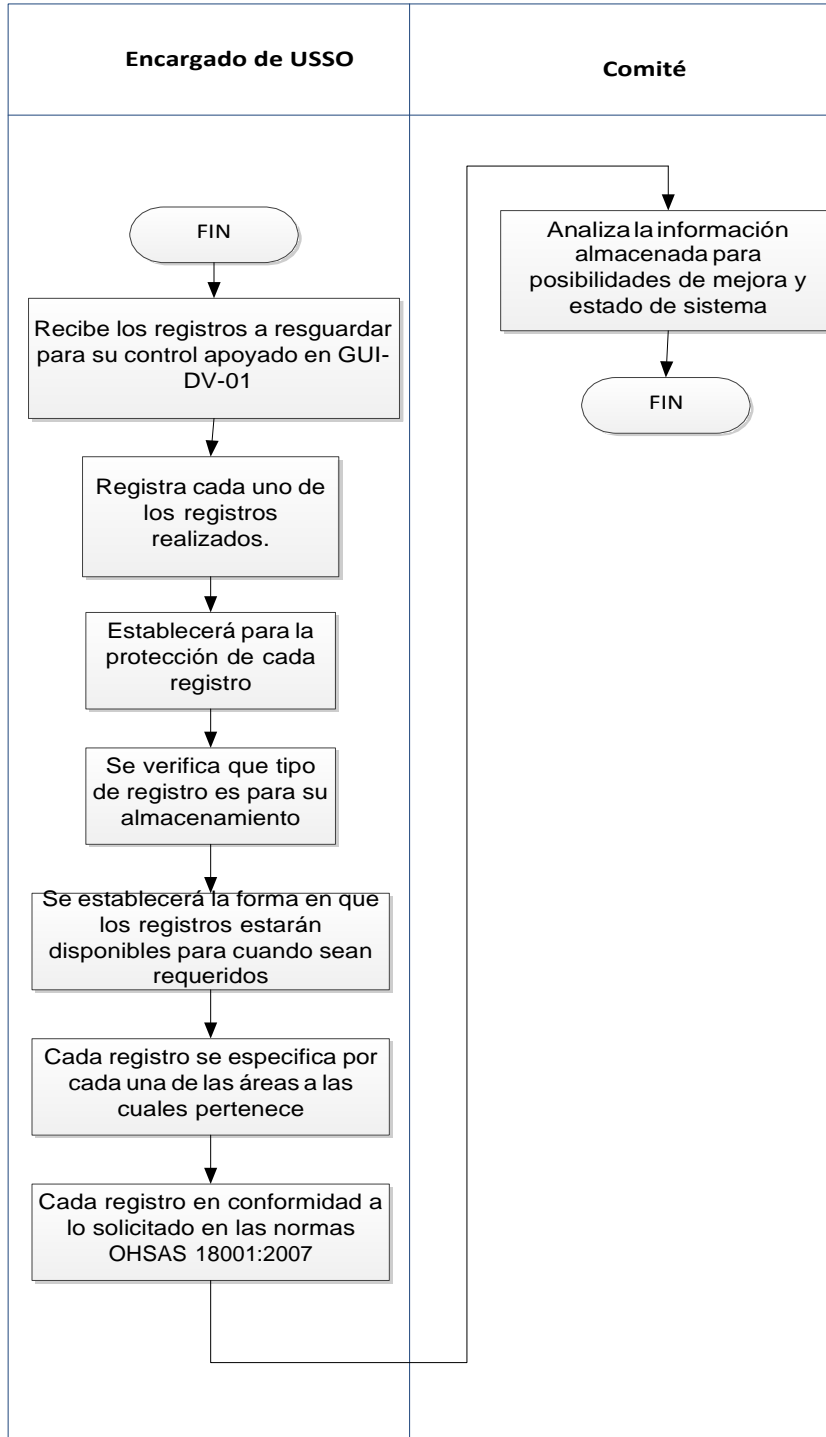 Encargado de USSO
Comité
FIN
Recibe los registros a resguardar
para su control apoyado en GUI-
DV-01
Registra cada uno de
los registros
realizados.
Establecerá para la
protección de cada
registro
Se verifica que tipo
de registro es para su
almacenamiento
Se establecerá la forma en que
los registros estarán
disponibles para cuando sean
requeridos
Cada registro se especifica por
cada una de las áreas a las
cuales pertenece
Cada registro en conformidad a
lo solicitado en las normas
OHSAS 18001:2007
Analiza la información
almacenada para
posibilidades de mejora y
estado de sistema
FIN